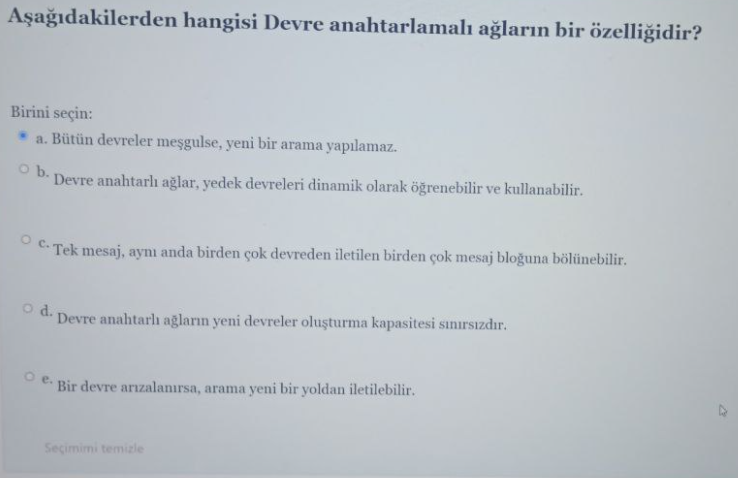 Aşağıdakilerden hangisi Devre anahtarlamalı ağların bir özelliğidir?
Birini seçin:
a. Bütün devreler meşgulse, yeni bir arama yapılamaz.
b. Devre anahtarlı ağlar, yedek devreleri dinamik olarak öğrenebilir ve kullanabilir.
c. Tek mesaj, aynı anda birden çok devreden iletilen birden çok mesaj bloğuna bölünebilir.
d. Devre anahtarlı ağların yeni devreler oluşturma kapasitesi sınırsızdır.
e. Bir devre arızalanırsa, arama yeni bir yoldan iletilebilir.
Seçimimi temizle